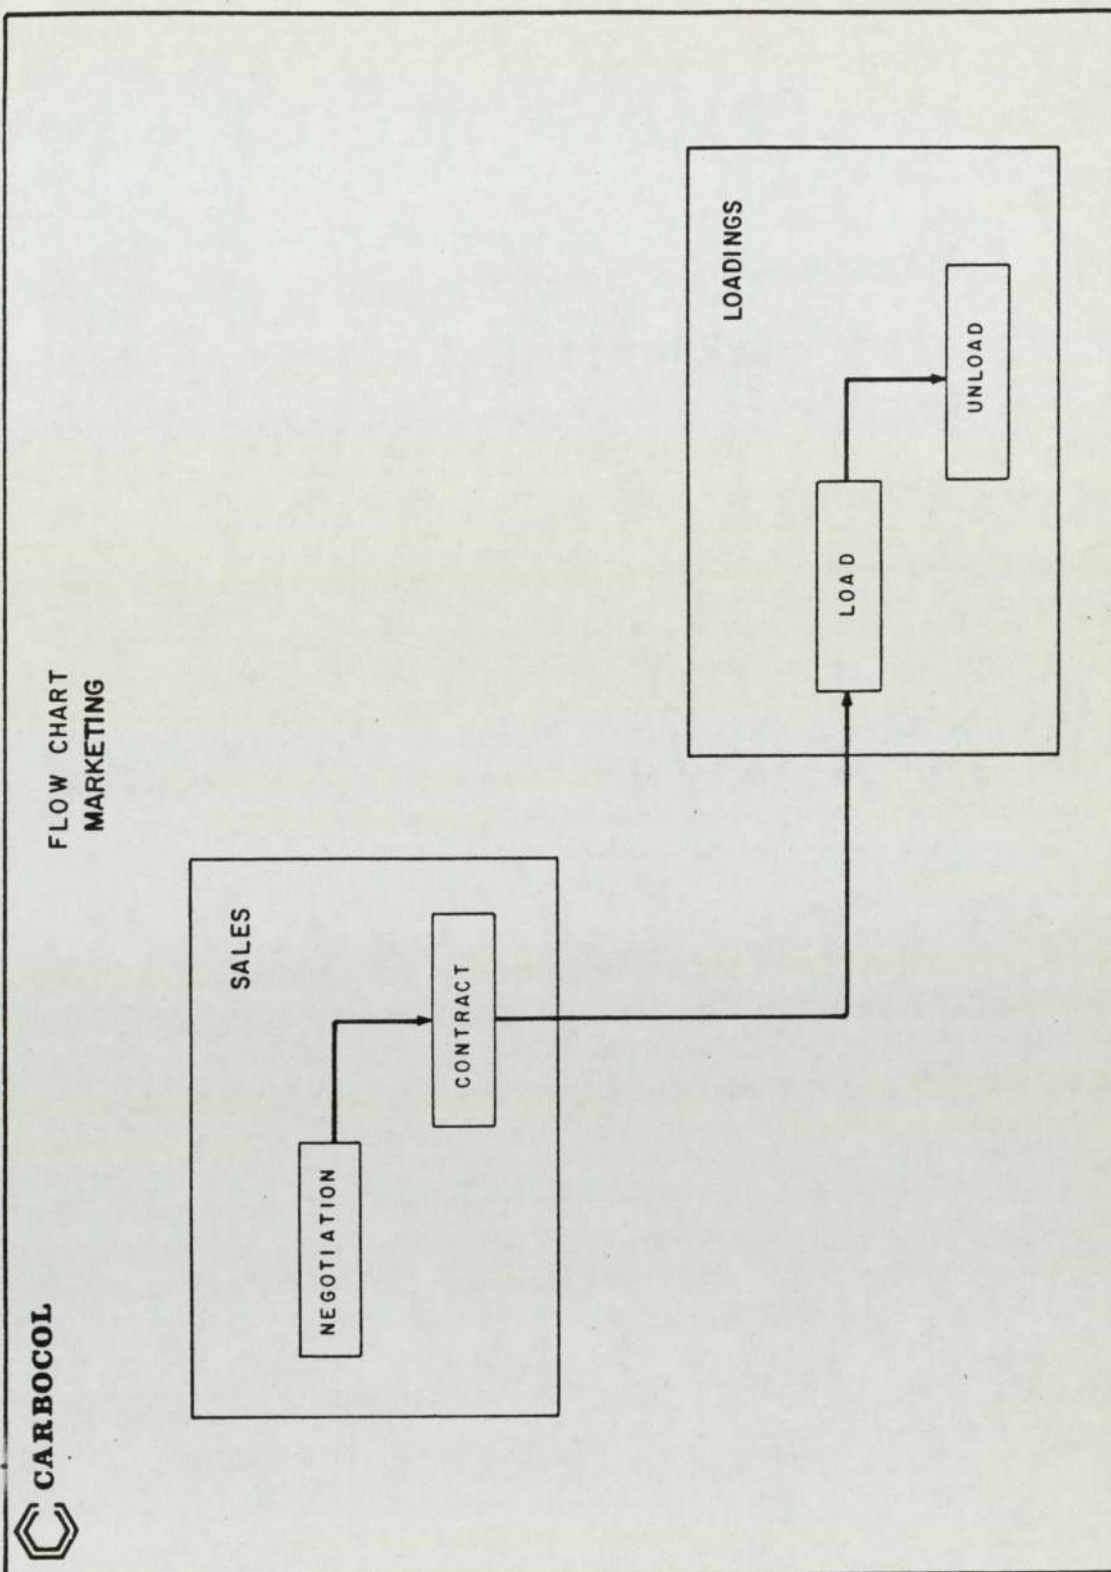 CARBOCOL
FLOW CHART
MARKETING
SALES
NEGOTIATION
CONTRACT
LOADINGS
LOAD
UNLOAD